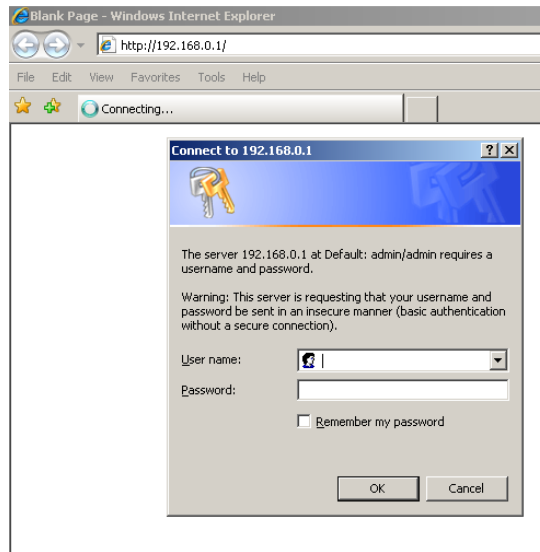 Blank Page - Windows Internet Explorer
http://192.168.0.1/
File Edit View Favorites Tools Help
Connecting...
Connect to 192.168.0.1
The server 192.168.0.1 at Default: admin/admin requires a
username and password.
Warning: This server is requesting that your username and
password be sent in an insecure manner (basic authentication
without a secure connection).
User name:
Password:
Remember my password
OK Cancel